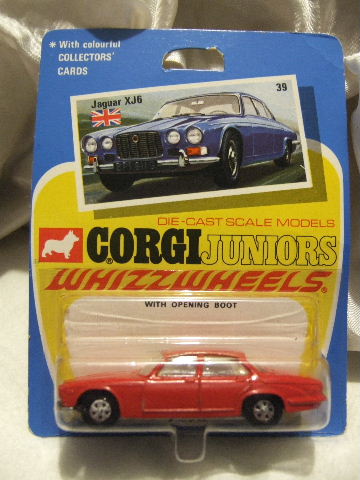 * With colourful
COLLECTORS'
CARDS
39
Jaguar XJ6
DIE-CAST SCALE MODELS
CORGI JUNIORS
WHIZZWHEELS®
WITH OPENING BOOT